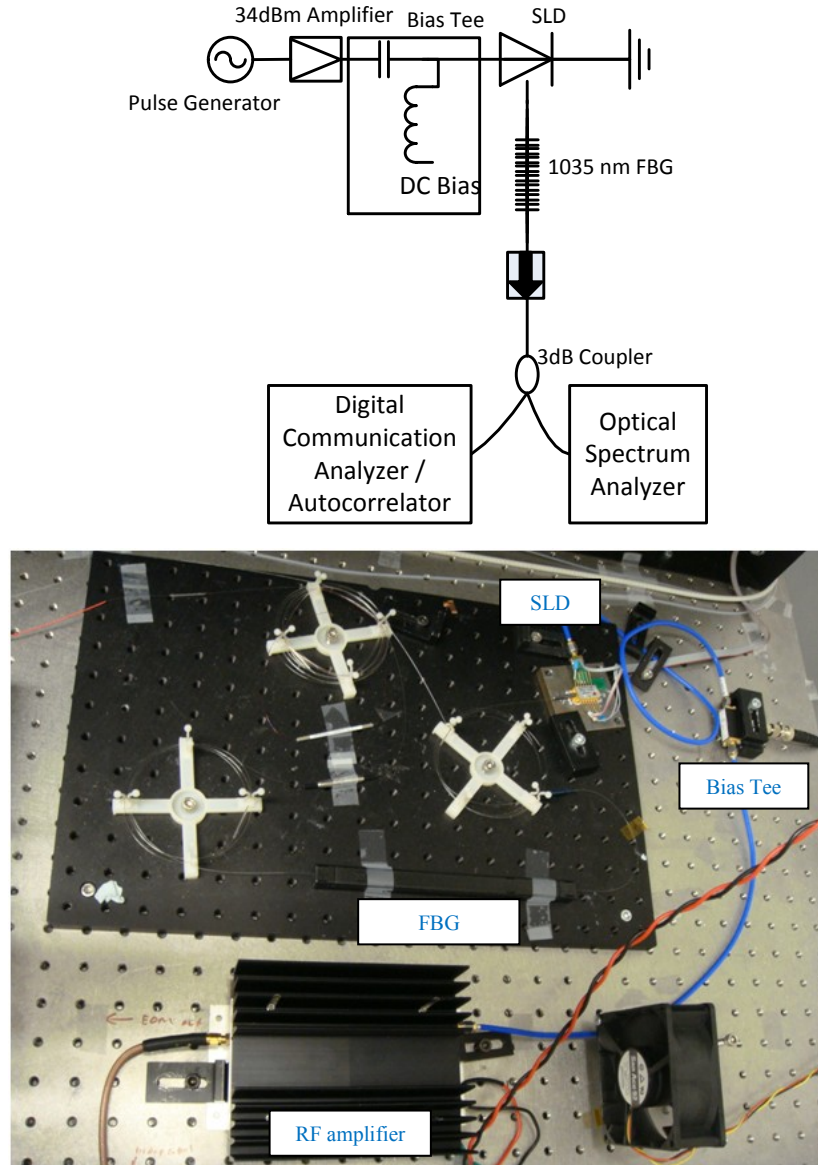 34dBm Amplifier
Bias Tee
SLD
Pulse Generator
DC Bias
1035 nm FBG
3dB Coupler
Digital
Communication
Analyzer /
Autocorrelator
Optical
Spectrum
Analyzer
SLD
Bias Tee
FBG
RF amplifier